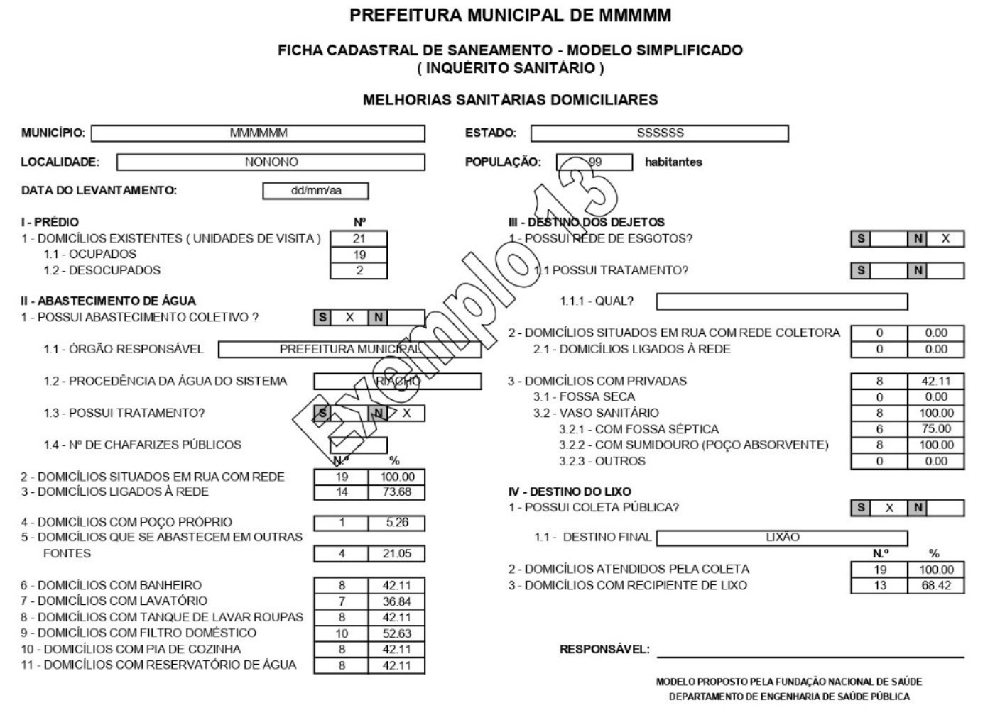 PREFEITURA MUNICIPAL DE MMMMM
FICHA CADASTRAL DE SANEAMENTO - MODELO SIMPLIFICADO
( INQUÉRITO SANITÁRIO )
MELHORIAS SANITÁRIAS DOMICILIARES
MUNICÍPIO: MMMMMM ESTADO: SSSSSS
LOCALIDADE: NONONO POPULAÇÃO: 99 habitantes
DATA DO LEVANTAMENTO: dd/mm/aa
I - PRÉDIO Nº
1 - DOMICÍLIOS EXISTENTES ( UNIDADES DE VISITA ) 21
1.1 - OCUPADOS 19
1.2 - DESOCUPADOS 2
II - ABASTECIMENTO DE ÁGUA
1 - POSSUI ABASTECIMENTO COLETIVO ? S X N
1.1 - ÓRGÃO RESPONSÁVEL PREFEITURA MUNICIPAL
1.2 - PROCEDÊNCIA DA ÁGUA DO SISTEMA RIACHO
1.3 - POSSUI TRATAMENTO? S N X
1.4 - Nº DE CHAFARIZES PÚBLICOS
N.º %
2 - DOMICÍLIOS SITUADOS EM RUA COM REDE 19 100.00
3 - DOMICÍLIOS LIGADOS À REDE 14 73.68
4 - DOMICÍLIOS COM POÇO PRÓPRIO 1 5.26
5 - DOMICÍLIOS QUE SE ABASTECEM EM OUTRAS
FONTES 4 21.05
6 - DOMICÍLIOS COM BANHEIRO 8 42.11
7 - DOMICÍLIOS COM LAVATÓRIO 7 36.84
8 - DOMICÍLIOS COM TANQUE DE LAVAR ROUPAS 8 42.11
9 - DOMICÍLIOS COM FILTRO DOMÉSTICO 10 52.63
10 - DOMICÍLIOS COM PIA DE COZINHA 8 42.11
11 - DOMICÍLIOS COM RESERVATÓRIO DE ÁGUA 8 42.11
III - DESTINO DOS DEJETOS
1 - POSSUI REDE DE ESGOTOS? S N X
1.1 POSSUI TRATAMENTO? S N
1.1.1 - QUAL?
2 - DOMICÍLIOS SITUADOS EM RUA COM REDE COLETORA 0 0.00
2.1 - DOMICÍLIOS LIGADOS À REDE 0 0.00
3 - DOMICÍLIOS COM PRIVADAS 8 42.11
3.1 - FOSSA SECA 0 0.00
3.2 - VASO SANITÁRIO 8 100.00
3.2.1 - COM FOSSA SÉPTICA 6 75.00
3.2.2 - COM SUMIDOURO (POÇO ABSORVENTE) 8 100.00
3.2.3 - OUTROS 0 0.00
IV - DESTINO DO LIXO
1 - POSSUI COLETA PÚBLICA? S X N
1.1 - DESTINO FINAL LIXÃO
N.º %
2 - DOMICÍLIOS ATENDIDOS PELA COLETA 19 100.00
3 - DOMICÍLIOS COM RECIPIENTE DE LIXO 13 68.42
RESPONSÁVEL:
MODELO PROPOSTO PELA FUNDAÇÃO NACIONAL DE SAÚDE
DEPARTAMENTO DE ENGENHARIA DE SAÚDE PÚBLICA
Exemplo 13